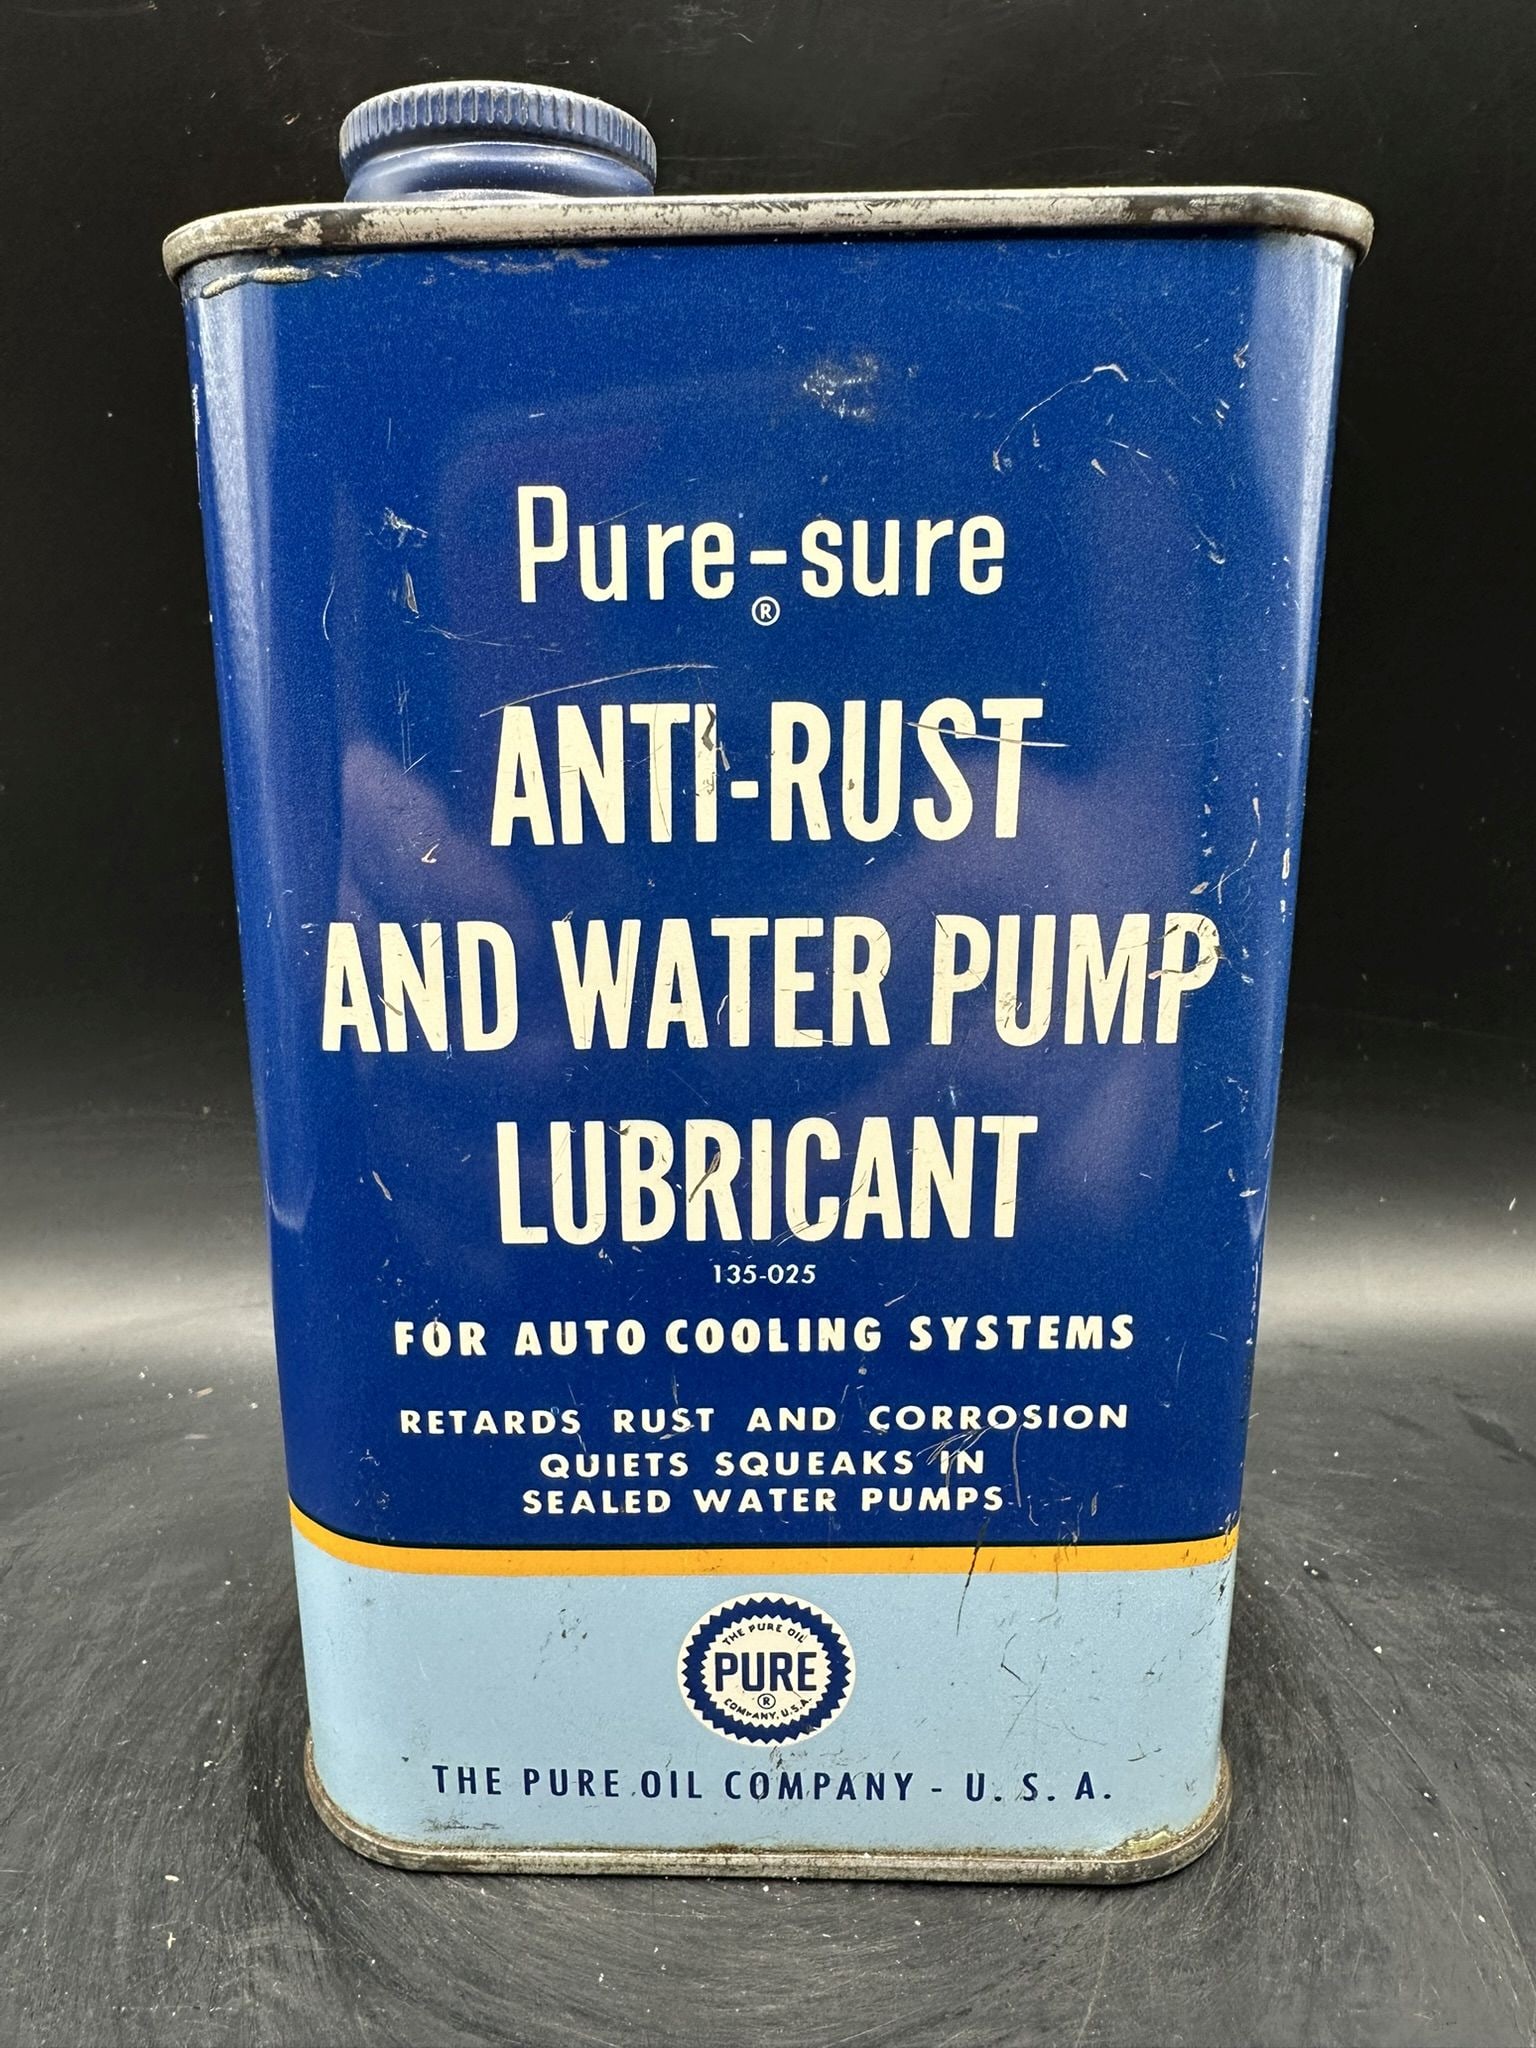 Pure-sure
®
ANTI-RUST
AND WATER PUMP
LUBRICANT
135-025
FOR AUTO COOLING SYSTEMS
RETARDS RUST AND CORROSION
QUIETS SQUEAKS IN
SEALED WATER PUMPS
THE PURE OIL
PURE
®
COMPANY, U.S.A.
THE PURE OIL COMPANY - U. S. A.